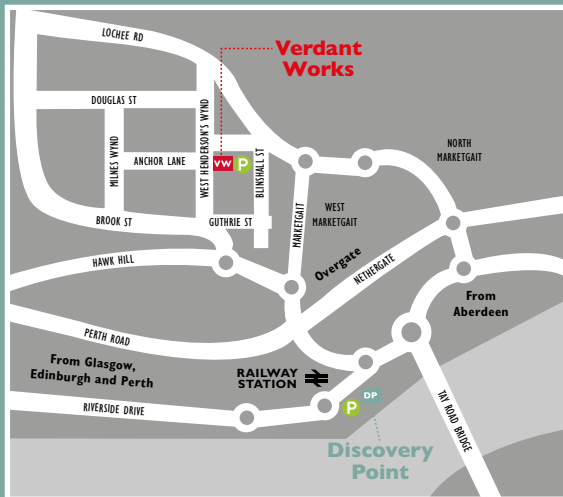 LOCHEE RD
Verdant
Works
DOUGLAS ST
WEST HENDERSON'S WYND
MILNES WYND
ANCHOR LANE
VW
P
BLINSHALL ST
NORTH
MARKETGAIT
BROOK ST
GUTHRIE ST
MARKETGAIT
WEST
MARKETGAIT
HAWK HILL
Overgate
NETHERGATE
From
Aberdeen
PERTH ROAD
From Glasgow,
Edinburgh and Perth
RAILWAY
STATION
DP
P
RIVERSIDE DRIVE
TAY ROAD BRIDGE
Discovery
Point